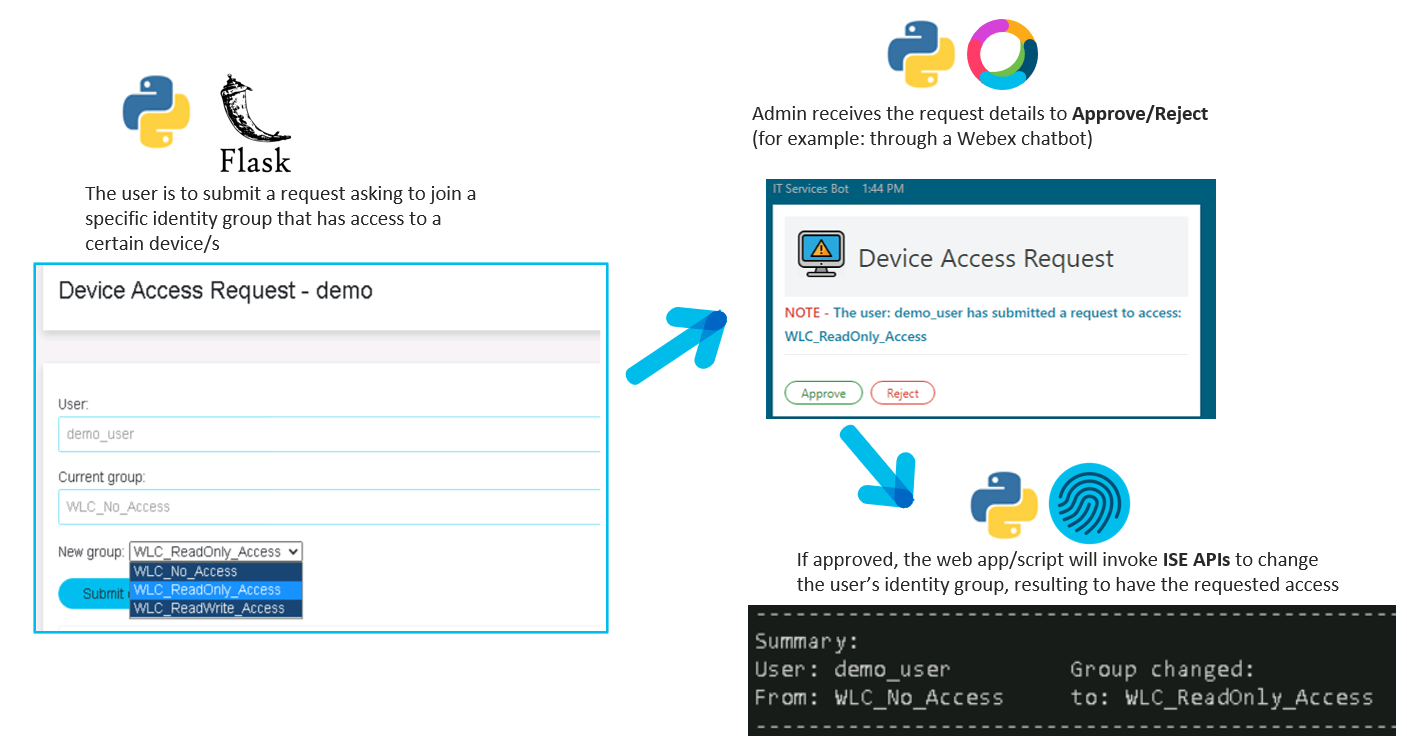 Flask
The user is to submit a request asking to join a
specific identity group that has access to a
certain device/s
Device Access Request - demo
User:
demo_user
Current group:
WLC_No_Access
New group: WLC_ReadOnly_Access
WLC_No_Access
Submit WLC_ReadOnly_Access
WLC_ReadWrite_Access
Admin receives the request details to Approve/Reject
(for example: through a Webex chatbot)
IT Services Bot 1:44 PM
Device Access Request
NOTE - The user: demo_user has submitted a request to access:
WLC_ReadOnly_Access
Approve Reject
If approved, the web app/script will invoke ISE APIs to change
the user’s identity group, resulting to have the requested access
Summary:
User: demo_user Group changed:
From: WLC_No_Access to: WLC_ReadOnly_Access